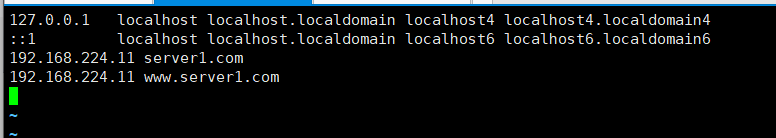 127.0.0.1   localhost localhost.localdomain localhost4 localhost4.localdomain4
::1         localhost localhost.localdomain localhost6 localhost6.localdomain6
192.168.224.11 server1.com
192.168.224.11 www.server1.com
~
~